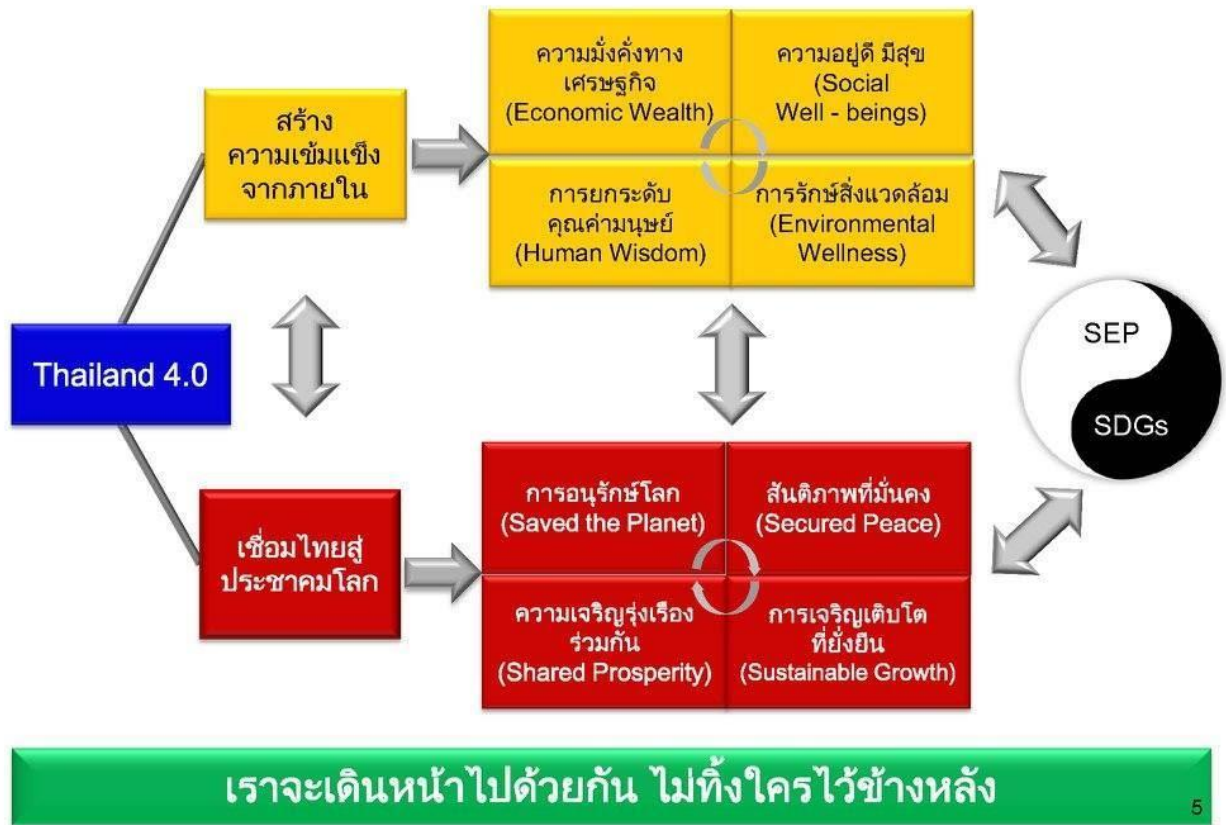 ความมั่งคั่งทาง
เศรษฐกิจ
(Economic Wealth)
ความอยู่ดี มีสุข
(Social
Well - beings)
สร้าง
ความเข้มแข็ง
จากภายใน
การยกระดับ
คุณค่ามนุษย์
(Human Wisdom)
การรักษ์สิ่งแวดล้อม
(Environmental
Wellness)
Thailand 4.0
SEP
SDGs
เชื่อมไทยสู่
ประชาคมโลก
การอนุรักษ์โลก
(Saved the Planet)
สันติภาพที่มั่นคง
(Secured Peace)
ความเจริญรุ่งเรือง
ร่วมกัน
(Shared Prosperity)
การเจริญเติบโต
ที่ยั่งยืน
(Sustainable Growth)
เราจะเดินหน้าไปด้วยกัน ไม่ทิ้งใครไว้ข้างหลัง
5